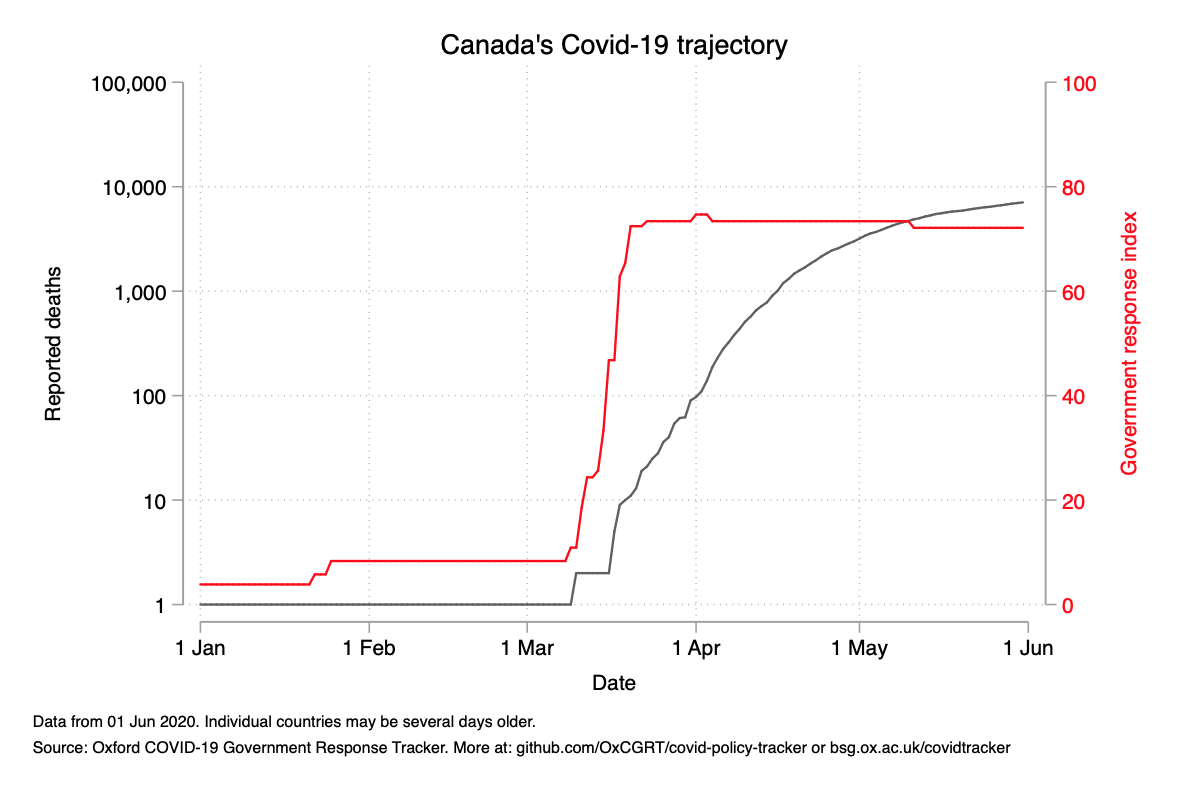 Canada's Covid-19 trajectory
100,000
10,000
1,000
100
10
1
Reported deaths
100
80
60
40
20
0
Government response index
1 Jan
1 Feb
1 Mar
1 Apr
1 May
1 Jun
Date
Data from 01 Jun 2020. Individual countries may be several days older.
Source: Oxford COVID-19 Government Response Tracker. More at: github.com/OxCGRT/covid-policy-tracker or bsg.ox.ac.uk/covidtracker